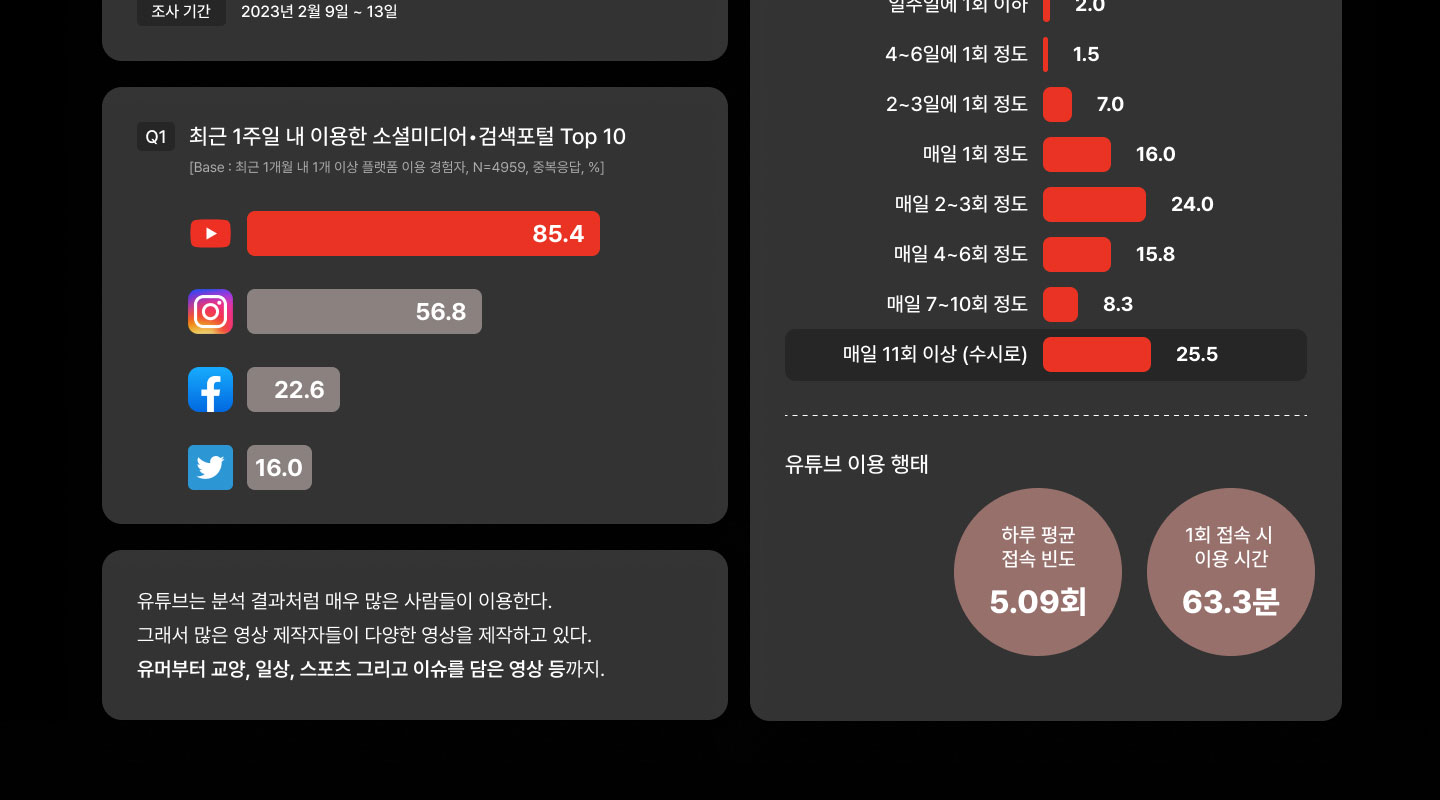 조사 기간 2023년 2월 9일 ~ 13일
Q1 최근 1주일 내 이용한 소셜미디어•검색포털 Top 10
[Base : 최근 1개월 내 1개 이상 플랫폼 이용 경험자, N=4959, 중복응답, %]
85.4
56.8
22.6
16.0
유튜브는 분석 결과처럼 매우 많은 사람들이 이용한다.
그래서 많은 영상 제작자들이 다양한 영상을 제작하고 있다.
유머부터 교양, 일상, 스포츠 그리고 이슈를 담은 영상 등까지.
일주일에 1회 이하 2.0
4~6일에 1회 정도 1.5
2~3일에 1회 정도 7.0
매일 1회 정도 16.0
매일 2~3회 정도 24.0
매일 4~6회 정도 15.8
매일 7~10회 정도 8.3
매일 11회 이상 (수시로) 25.5
유튜브 이용 행태
하루 평균
접속 빈도
5.09회
1회 접속 시
이용 시간
63.3분